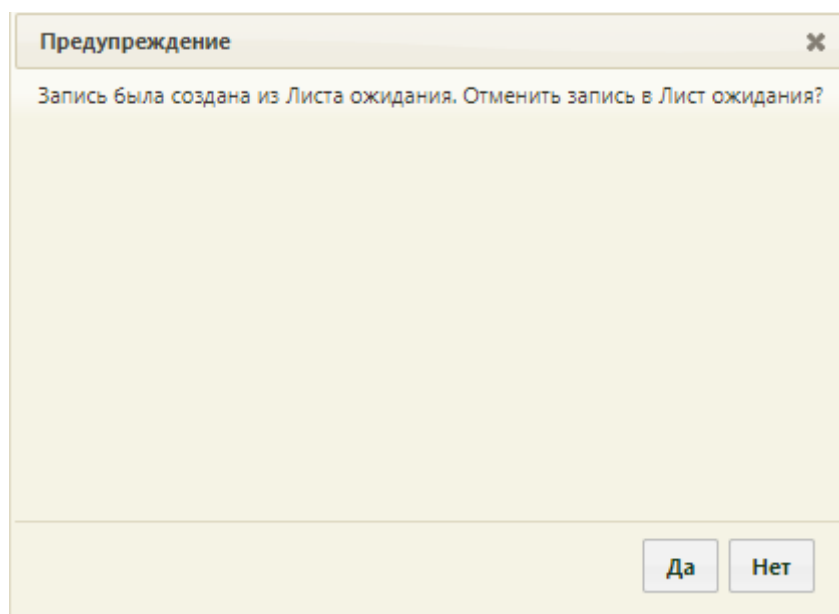 Предупреждение
Запись была создана из Листа ожидания. Отменить запись в Лист ожидания?
Да Нет